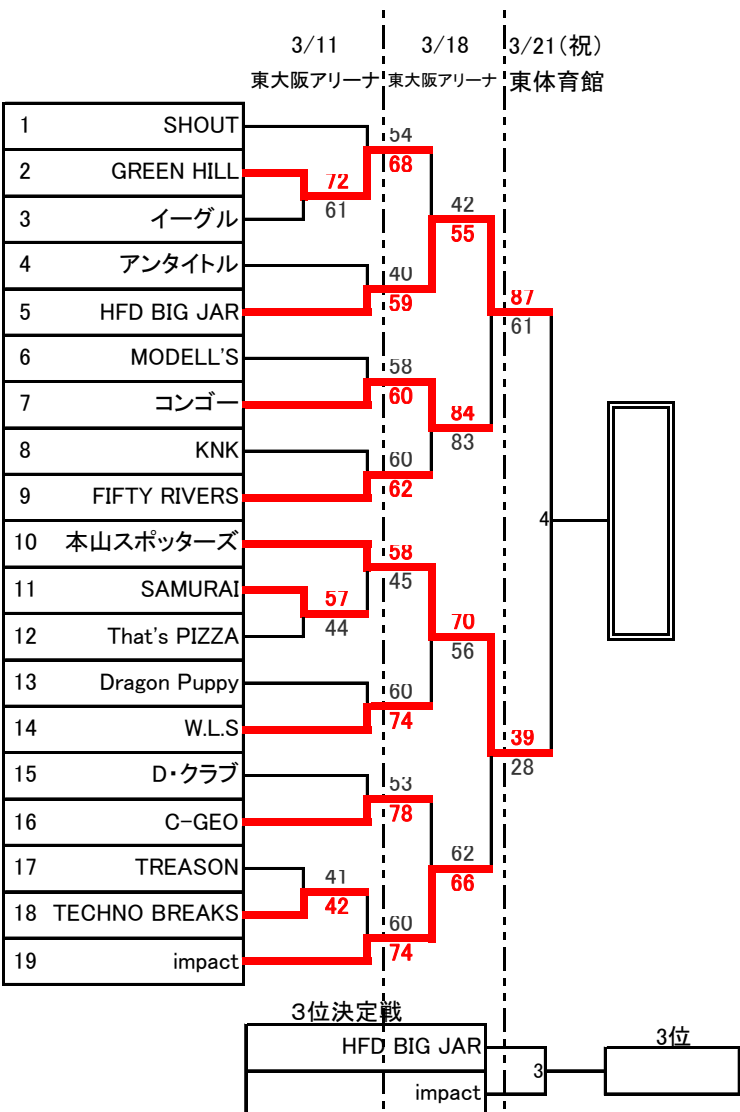 3/11 3/18 3/21(祝)
東大阪アリーナ 東大阪アリーナ 東体育館
1 SHOUT
54
2 GREEN HILL 68
72
3 イーグル 61
42
55
4 アンタイトル
40
5 HFD BIG JAR 59
87
61
6 MODELL'S
58
7 コンゴー 60
84
83
8 KNK
60
9 FIFTY RIVERS 62
4
10 本山スポッターズ
58
45
11 SAMURAI
57
44
12 That's PIZZA
70
56
13 Dragon Puppy
60
14 W.L.S 74
39
28
15 D・クラブ
53
16 C-GEO 78
17 TREASON
62
66
41
18 TECHNO BREAKS 42
60
19 impact 74
3位決定戦
HFD BIG JAR
3位
3
impact